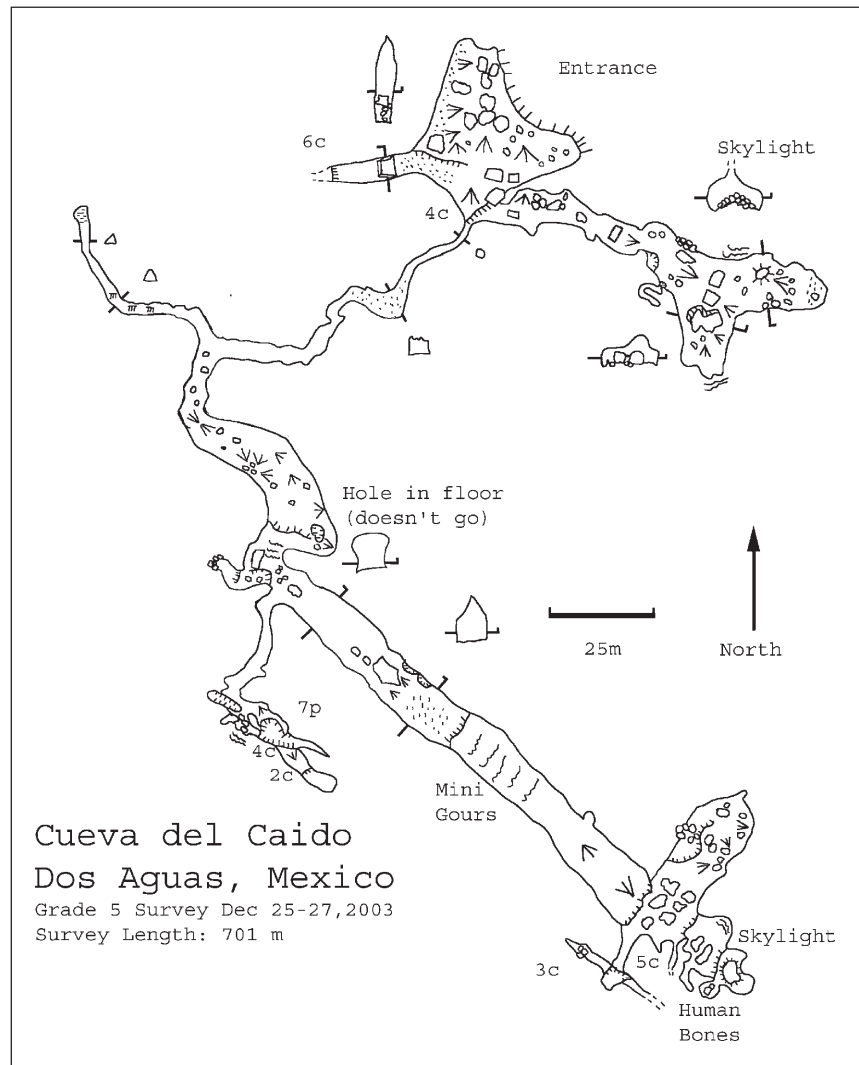 Entrance
Skylight
6c
4c
Hole in floor
(doesn't go)
25m
North
7p
4c
2c
Mini
Gours
Cueva del Caido
Dos Aguas, Mexico
Grade 5 Survey Dec 25-27,2003
Survey Length: 701 m
Skylight
5c
3c
Human
Bones